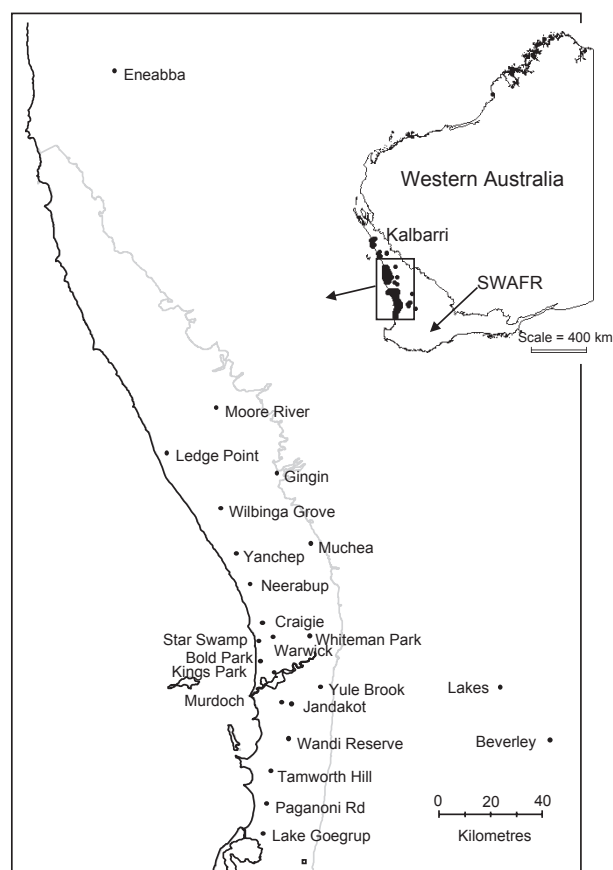 Eneabba
Western Australia
Kalbarri
SWAFR
Scale = 400 km
Moore River
Ledge Point
Gingin
Wilbinga Grove
Muchea
Yanchep
Neerabup
Craigie
Star Swamp
Whiteman Park
Warwick
Bold Park
Kings Park
Yule Brook
Lakes
Murdoch
Jandakot
Wandi Reserve
Beverley
Tamworth Hill
Paganoni Rd
0 20 40
Lake Goegrup
Kilometres